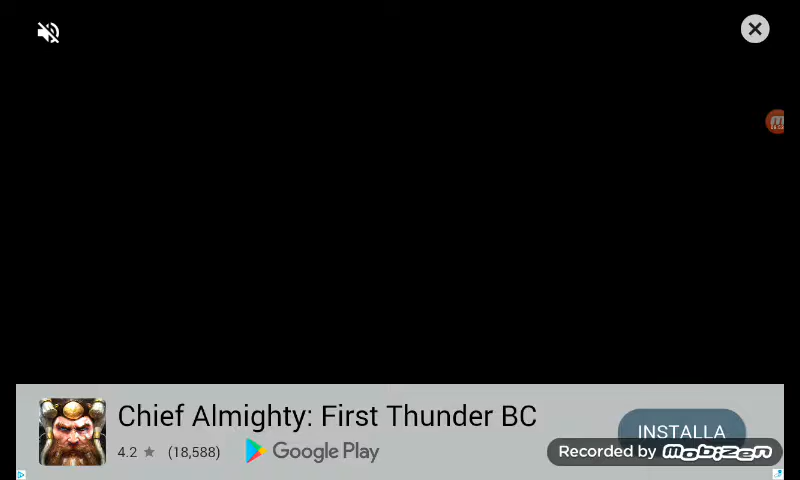 Chief Almighty: First Thunder BC
INSTALLA
4.2 ★ (18,588) Google Play
Recorded by mobizen